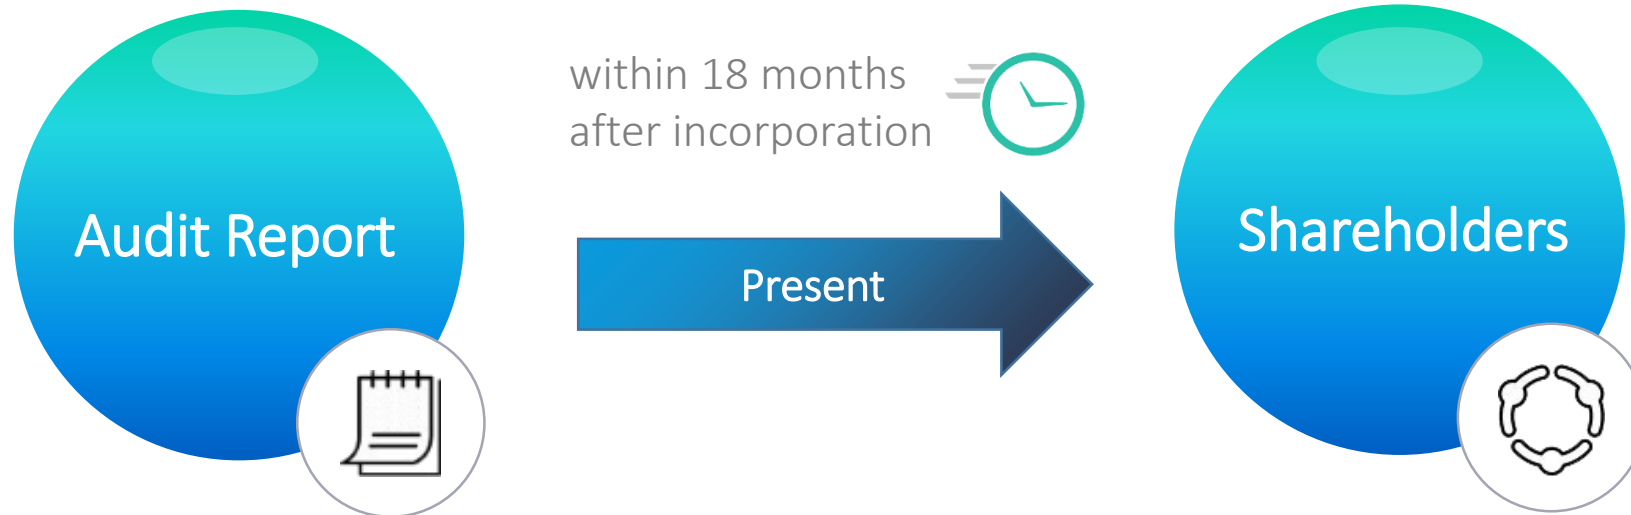 within 18 months
after incorporation
Audit Report
Present
Shareholders